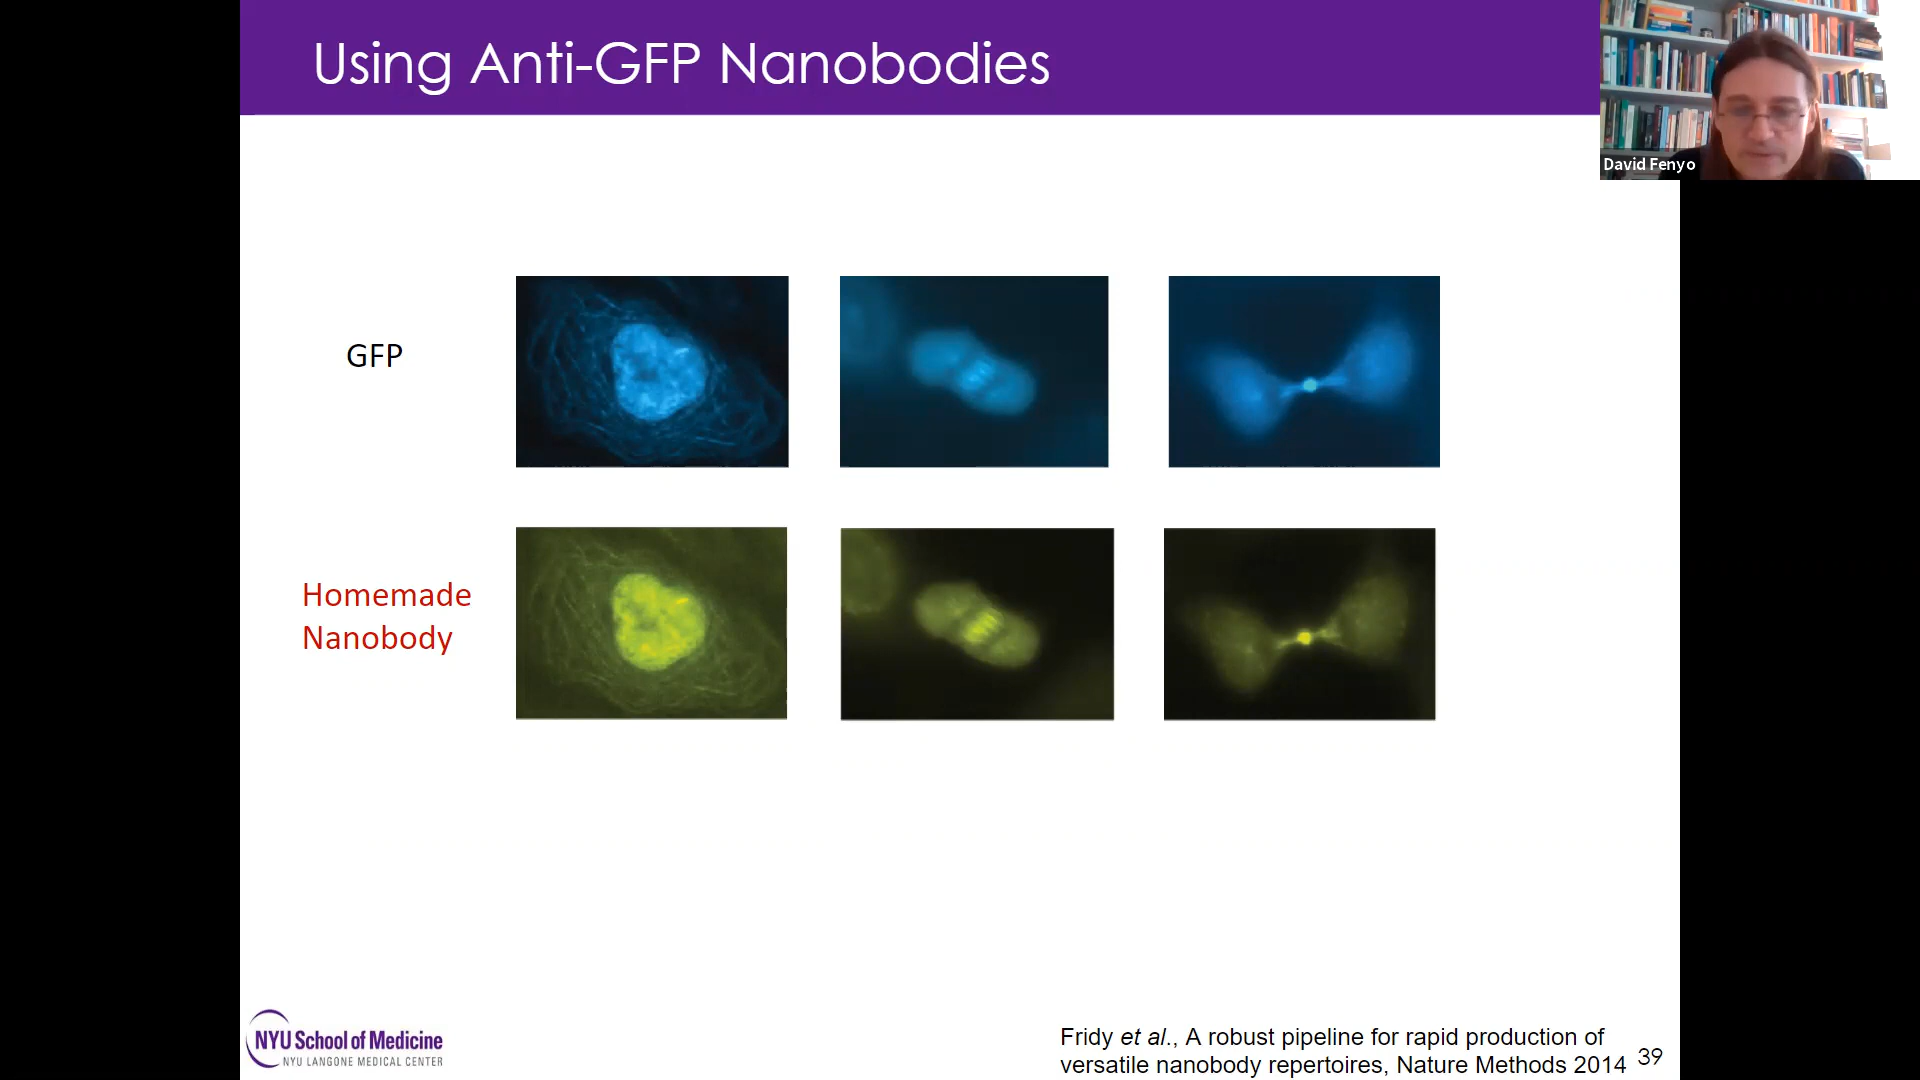 Using Anti-GFP Nanobodies
David Fenyo
GFP
Homemade
Nanobody
NYU School of Medicine
NYU LANGONE MEDICAL CENTER
Fridy et al., A robust pipeline for rapid production of
versatile nanobody repertoires, Nature Methods 2014
39